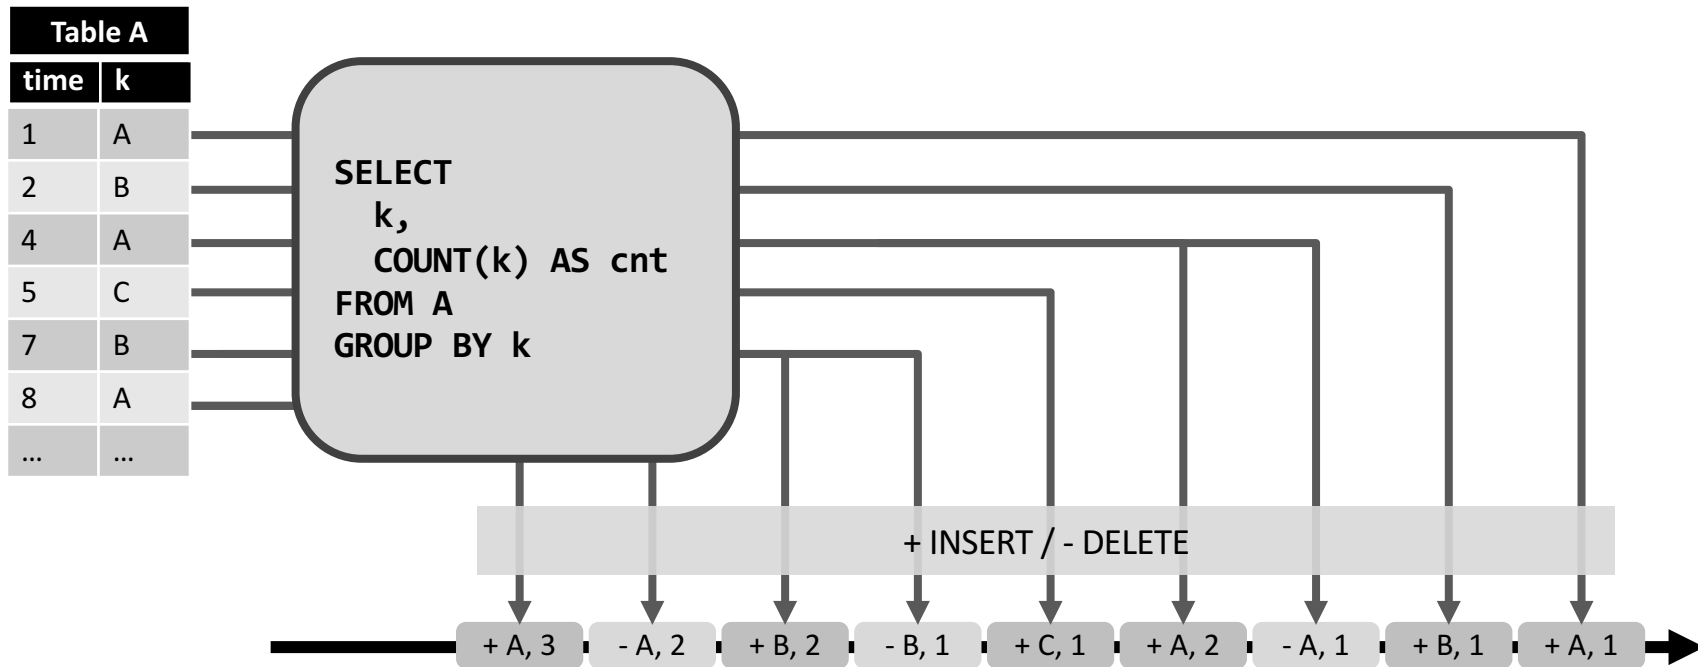 Table A
time k
1 A
2 B
4 A
5 C
7 B
8 A
... ...
SELECT
k,
COUNT(k) AS cnt
FROM A
GROUP BY k
+ INSERT / - DELETE
+ A, 3 - A, 2 + B, 2 - B, 1 + C, 1 + A, 2 - A, 1 + B, 1 + A, 1